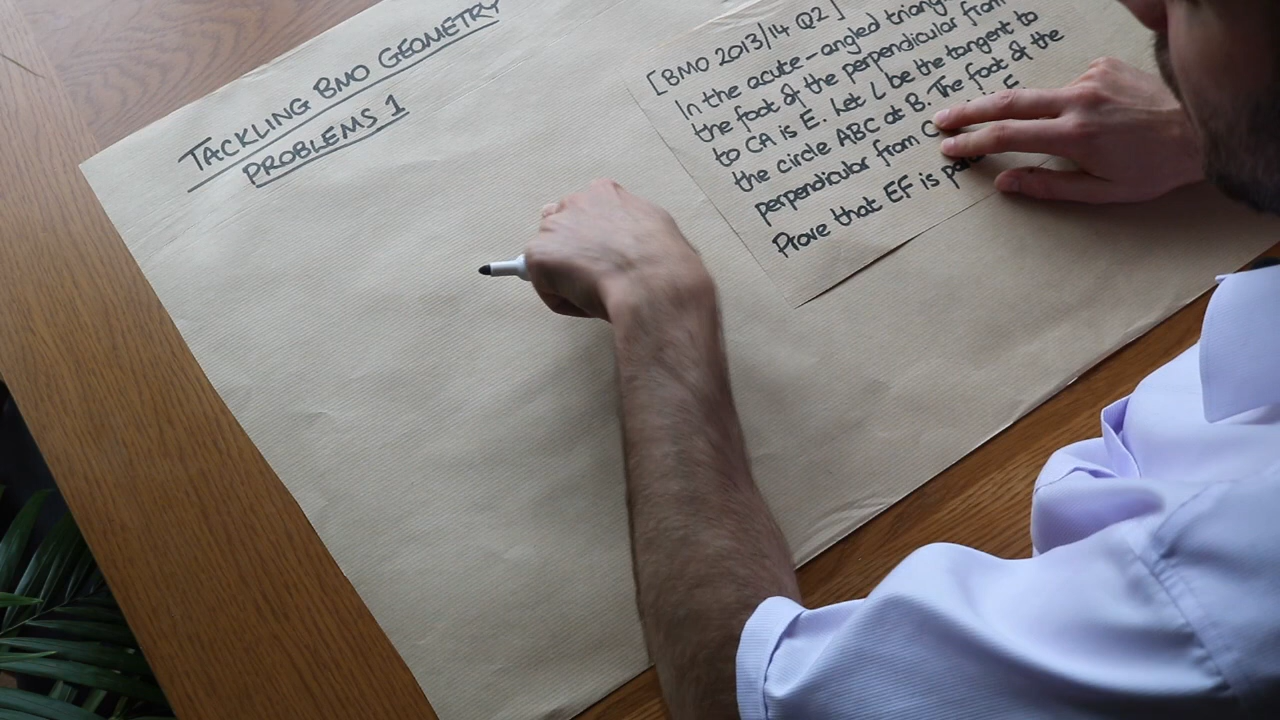 TACKLING BMO GEOMETRY
PROBLEMS 1
[BMO 2013/14 Q2]
In the acute-angled
the foot of the perpendicular from
to CA is E. Let l be the tangent to
the circle ABC at B. The foot of the
perpendicular from C
Prove that EF is